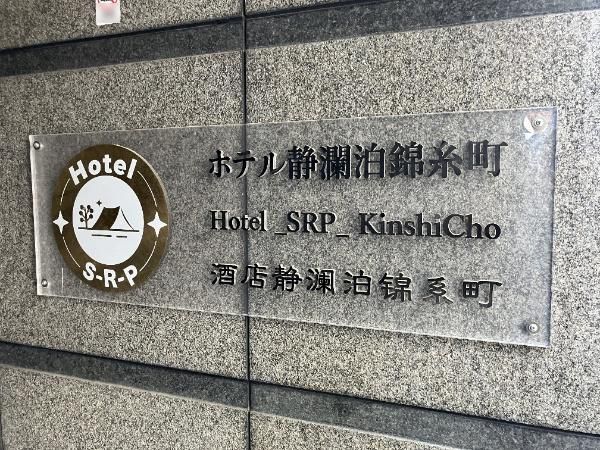 Hotel
S-R-P
ホテル静瀾泊錦糸町
Hotel _SRP_ KinshiCho
酒店静澜泊锦系町